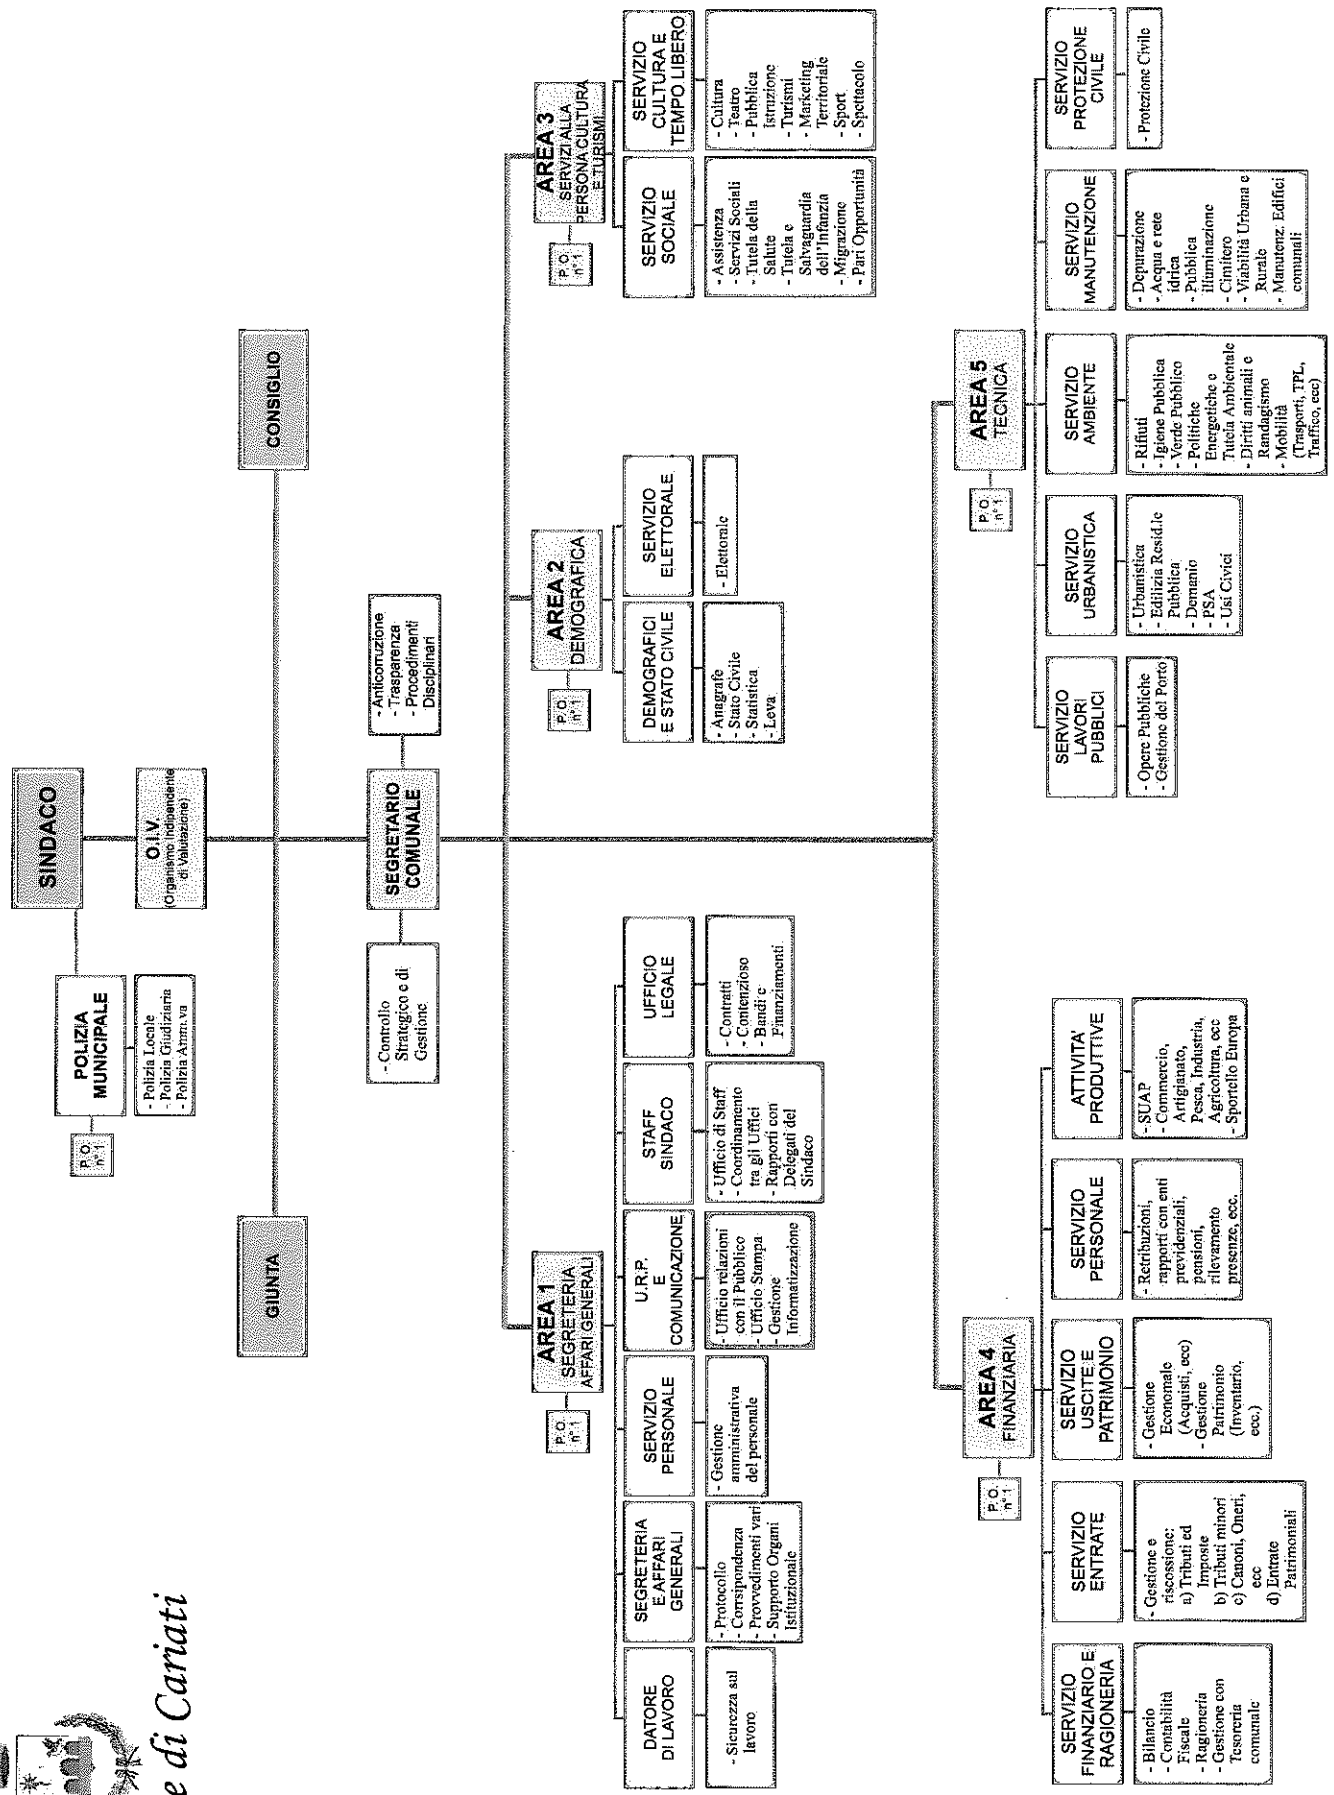 e di Cariati
SINDACO
P.O.
n° 1
POLIZIA
MUNICIPALE
- Polizia Locale
- Polizia Giudiziaria
- Polizia Amm.va
O.I.V.
(Organismo Indipendente
di Valutazione)
GIUNTA
CONSIGLIO
SEGRETARIO
COMUNALE
- Controllo
Strategico e di
Gestione
- Anticorruzione
- Trasparenza
- Procedimenti
Disciplinari
P.O.
n° 1
AREA 1
SEGRETERIA
AFFARI GENERALI
DATORE
DI LAVORO
- Sicurezza sul
lavoro
SEGRETERIA
E AFFARI
GENERALI
- Protocollo
- Corrsipondenza
- Provvedimenti vari
- Supporto Organi
Istituzionale
SERVIZIO
PERSONALE
- Gestione
amministrativa
del personale
U.R.P.
E
COMUNICAZIONE
- Ufficio relazioni
con il Pubblico
- Ufficio Stampa
- Gestione
Informatizzazione
STAFF
SINDACO
- Ufficio di Staff
- Coordinamento
tra gli Uffici
- Rapporti con
Delegati del
Sindaco
UFFICIO
LEGALE
- Contratti
- Contenzioso
- Bandi e
Finanziamenti
P.O.
n° 1
AREA 2
DEMOGRAFICA
DEMOGRAFICI
E STATO CIVILE
- Anagrafe
- Stato Civile
- Statistica
- Leva
SERVIZIO
ELETTORALE
- Elettorale
P.O.
n° 1
AREA 3
SERVIZI ALLA
PERSONA CULTURA
E TURISMI
SERVIZIO
SOCIALE
- Assistenza
- Servizi Sociali
- Tutela della
Salute
- Tutela e
Salvaguardia
dell'Infanzia
- Migrazione
- Pari Opportunità
SERVIZIO
CULTURA E
TEMPO LIBERO
- Cultura
- Teatro
- Pubblica
Istruzione
- Turismi
- Marketing
Territoriale
- Sport
- Spettacolo
P.O.
n° 1
AREA 4
FINANZIARIA
SERVIZIO
FINANZIARIO E
RAGIONERIA
- Bilancio
- Contabilità
Fiscale
- Ragioneria
- Gestione con
Tesoreria
comunale
SERVIZIO
ENTRATE
- Gestione e
riscossione:
a) Tributi ed
Imposte
b) Tributi minori
c) Canoni, Oneri,
ecc
d) Entrate
Patrimoniali
SERVIZIO
USCITE E
PATRIMONIO
- Gestione
Economale
(Acquisti, ecc)
- Gestione
Patrimonio
(Inventario,
ecc.)
SERVIZIO
PERSONALE
- Retribuzioni,
rapporti con enti
previdenziali,
pensioni,
rilevamento
presenze, ecc.
ATTIVITA'
PRODUTTIVE
- SUAP
- Commercio,
Artigianato,
Pesca, Industria,
Agricoltura, ecc
- Sportello Europa
P.O.
n° 1
AREA 5
TECNICA
SERVIZIO
LAVORI
PUBBLICI
- Opere Pubbliche
- Gestione del Porto
SERVIZIO
URBANISTICA
- Urbanistica
- Edilizia Resid.le
Pubblica
- Demanio
- PSA
- Usi Civici
SERVIZIO
AMBIENTE
- Rifiuti
- Igiene Pubblica
- Verde Pubblico
- Politiche
Energetiche e
Tutela Ambientale
- Diritti animali e
Randagismo
- Mobilità
(Trasporti, TPL,
Traffico, ecc)
SERVIZIO
MANUTENZIONE
- Depurazione
- Acqua e rete
idrica
- Pubblica
illuminazione
- Cimitero
- Viabilità Urbana e
Rurale
- Manutenz. Edifici
comunali
SERVIZIO
PROTEZIONE
CIVILE
- Protezione Civile